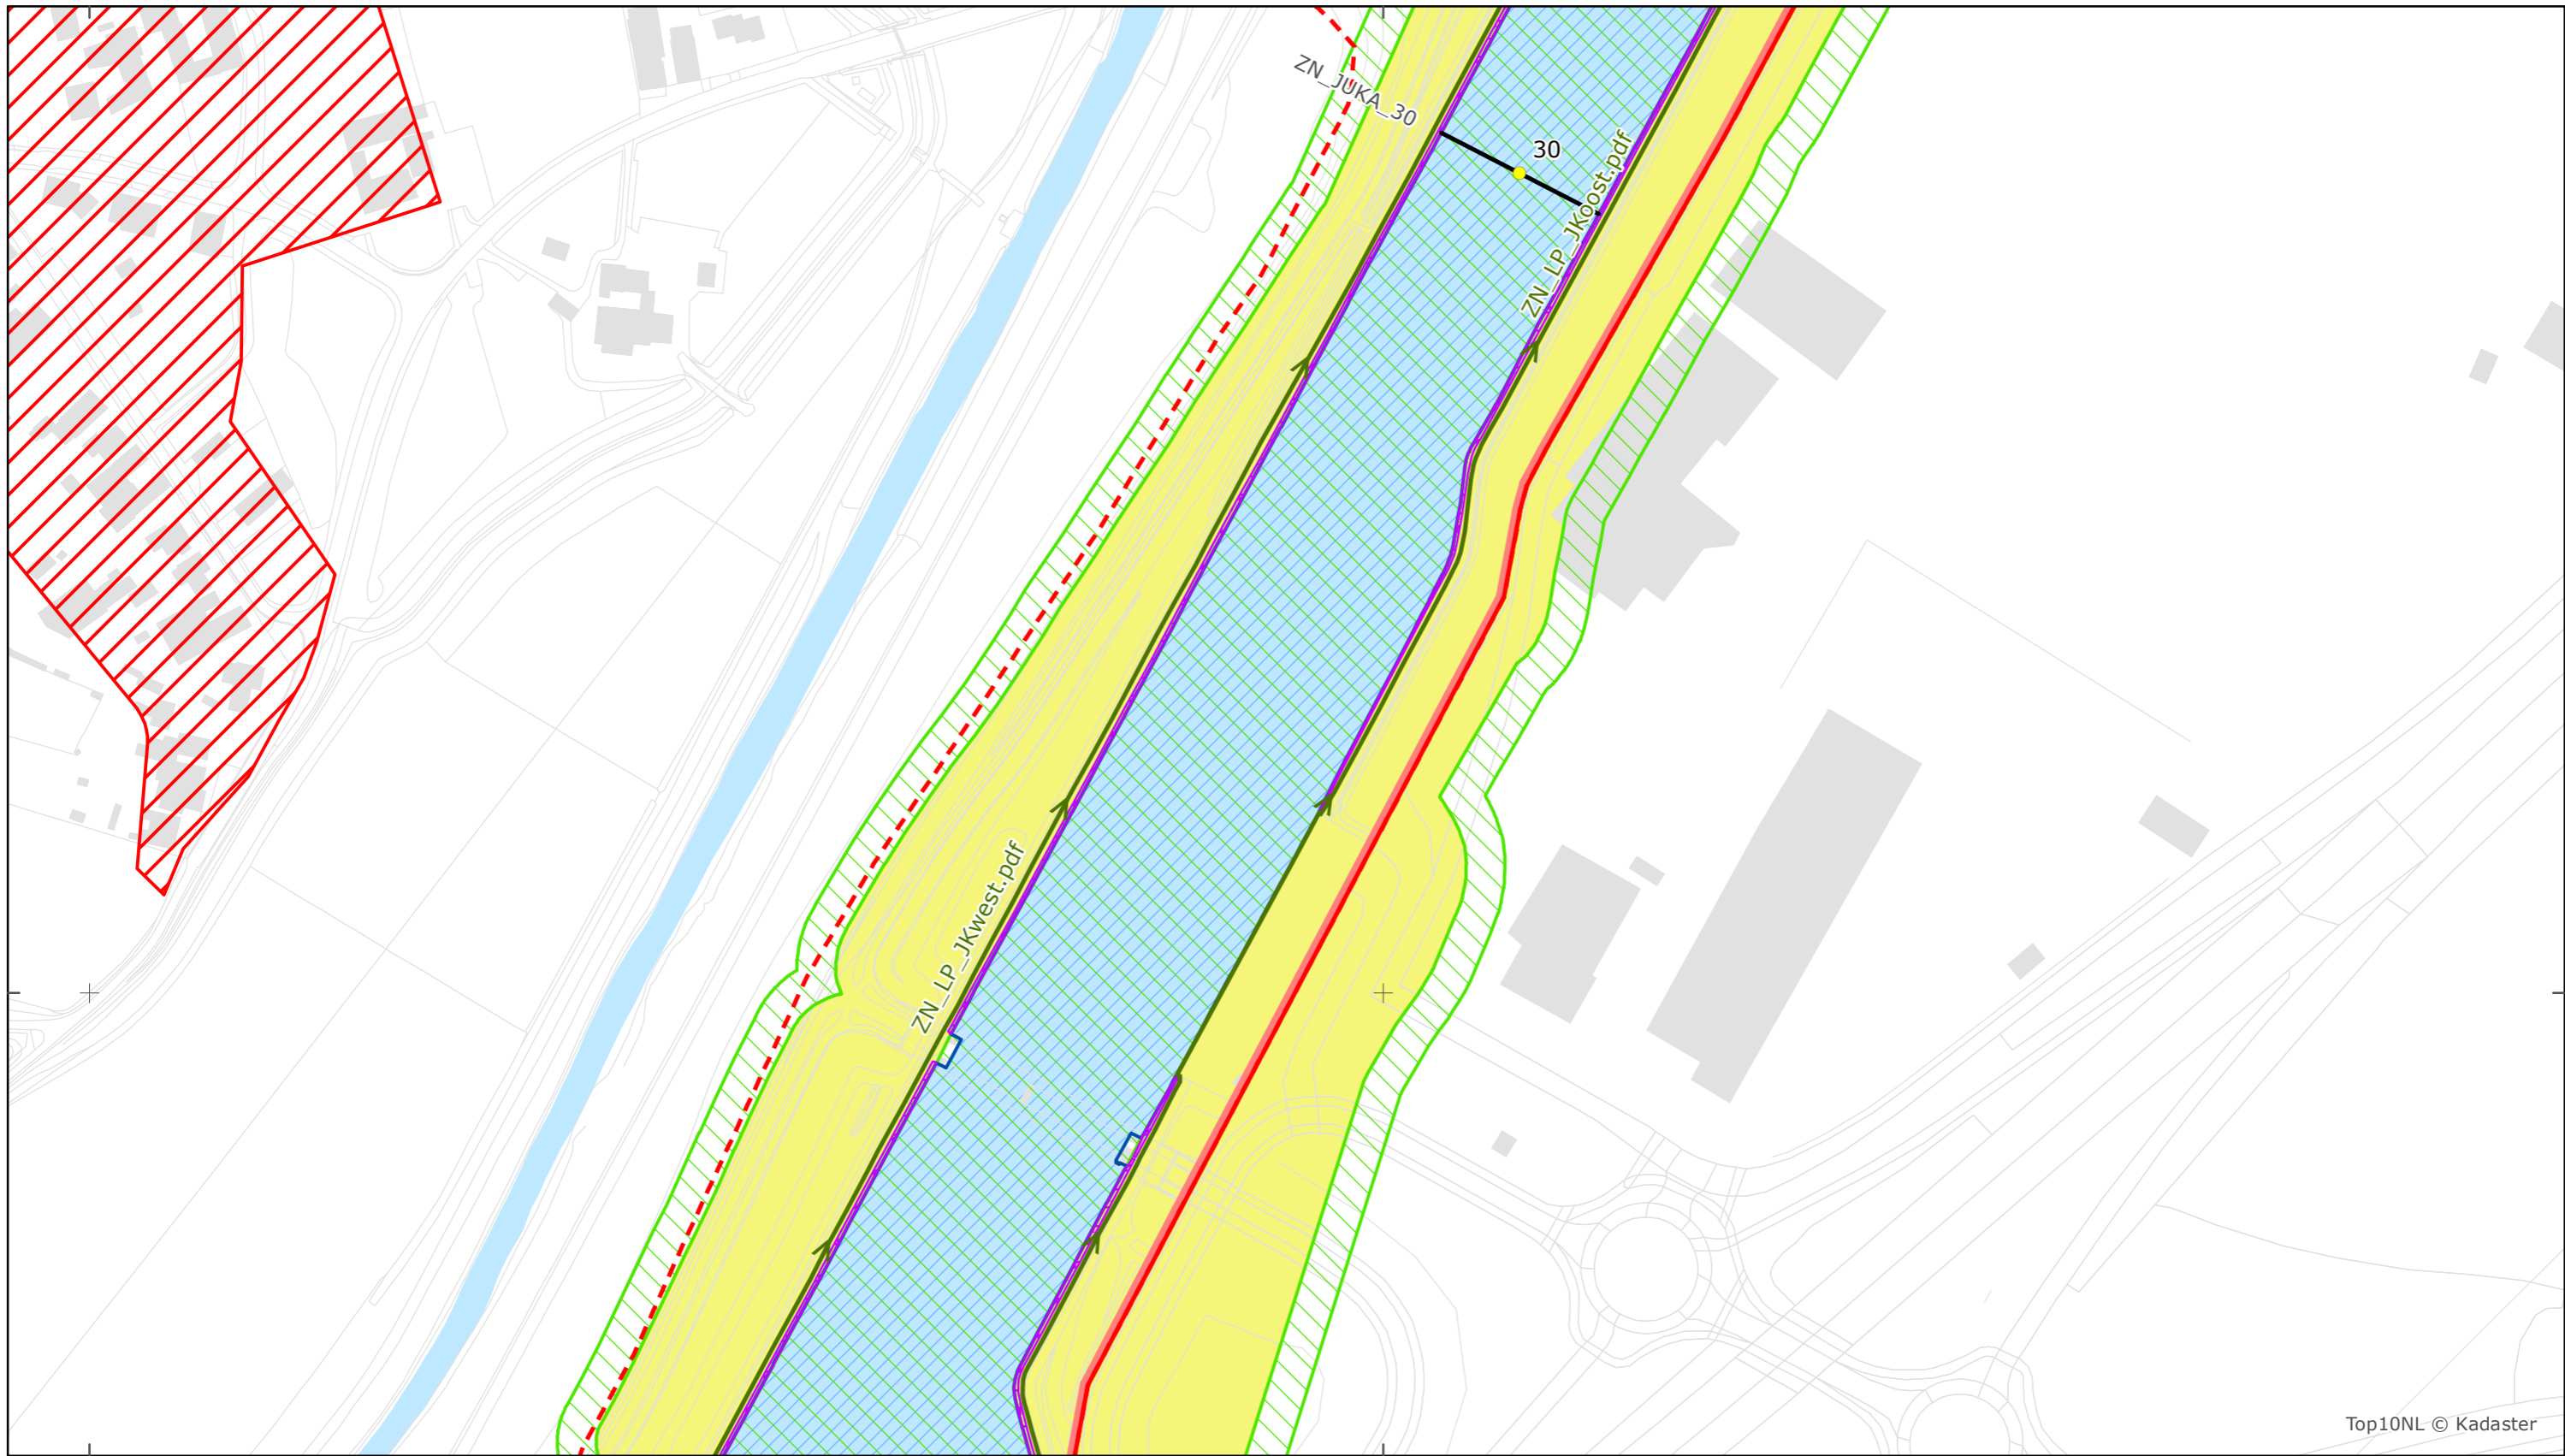 ZN_JUKA_30
30
ZN_LP_JKoost.pdf
ZN_LP_JKwest.pdf
Top10NL © Kadaster